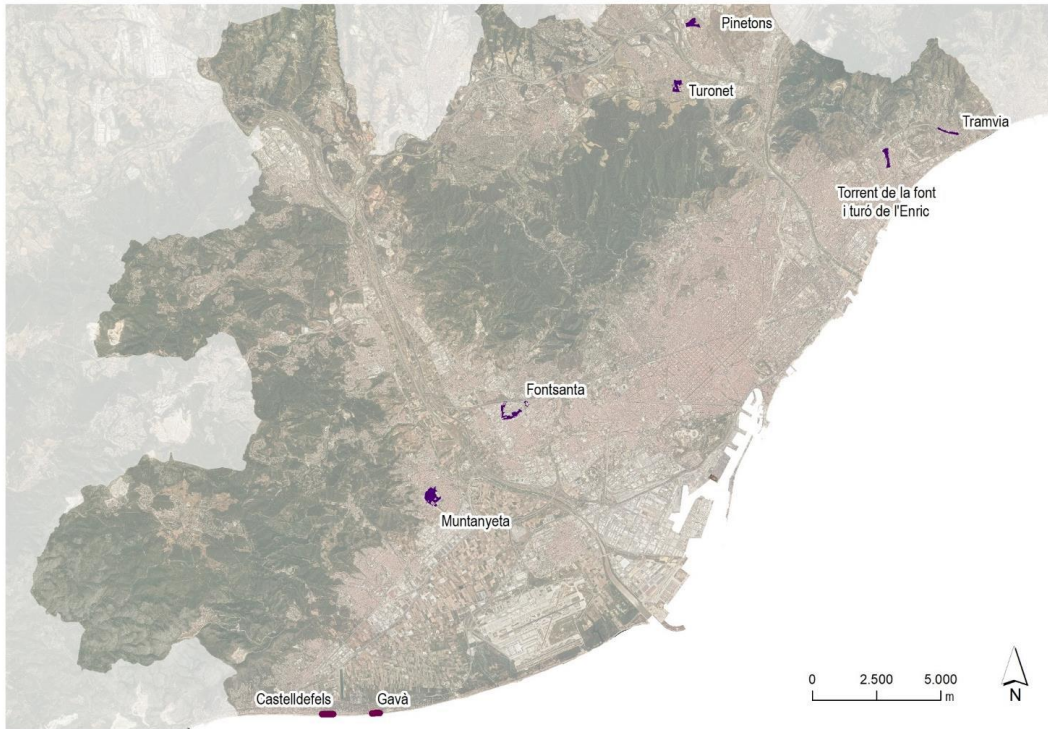 Pinetons
Turonet
Tramvia
Torrent de la font
i turó de l'Enric
Fontsanta
Muntanyeta
Castelldefels
Gavà
0 2.500 5.000
m
N